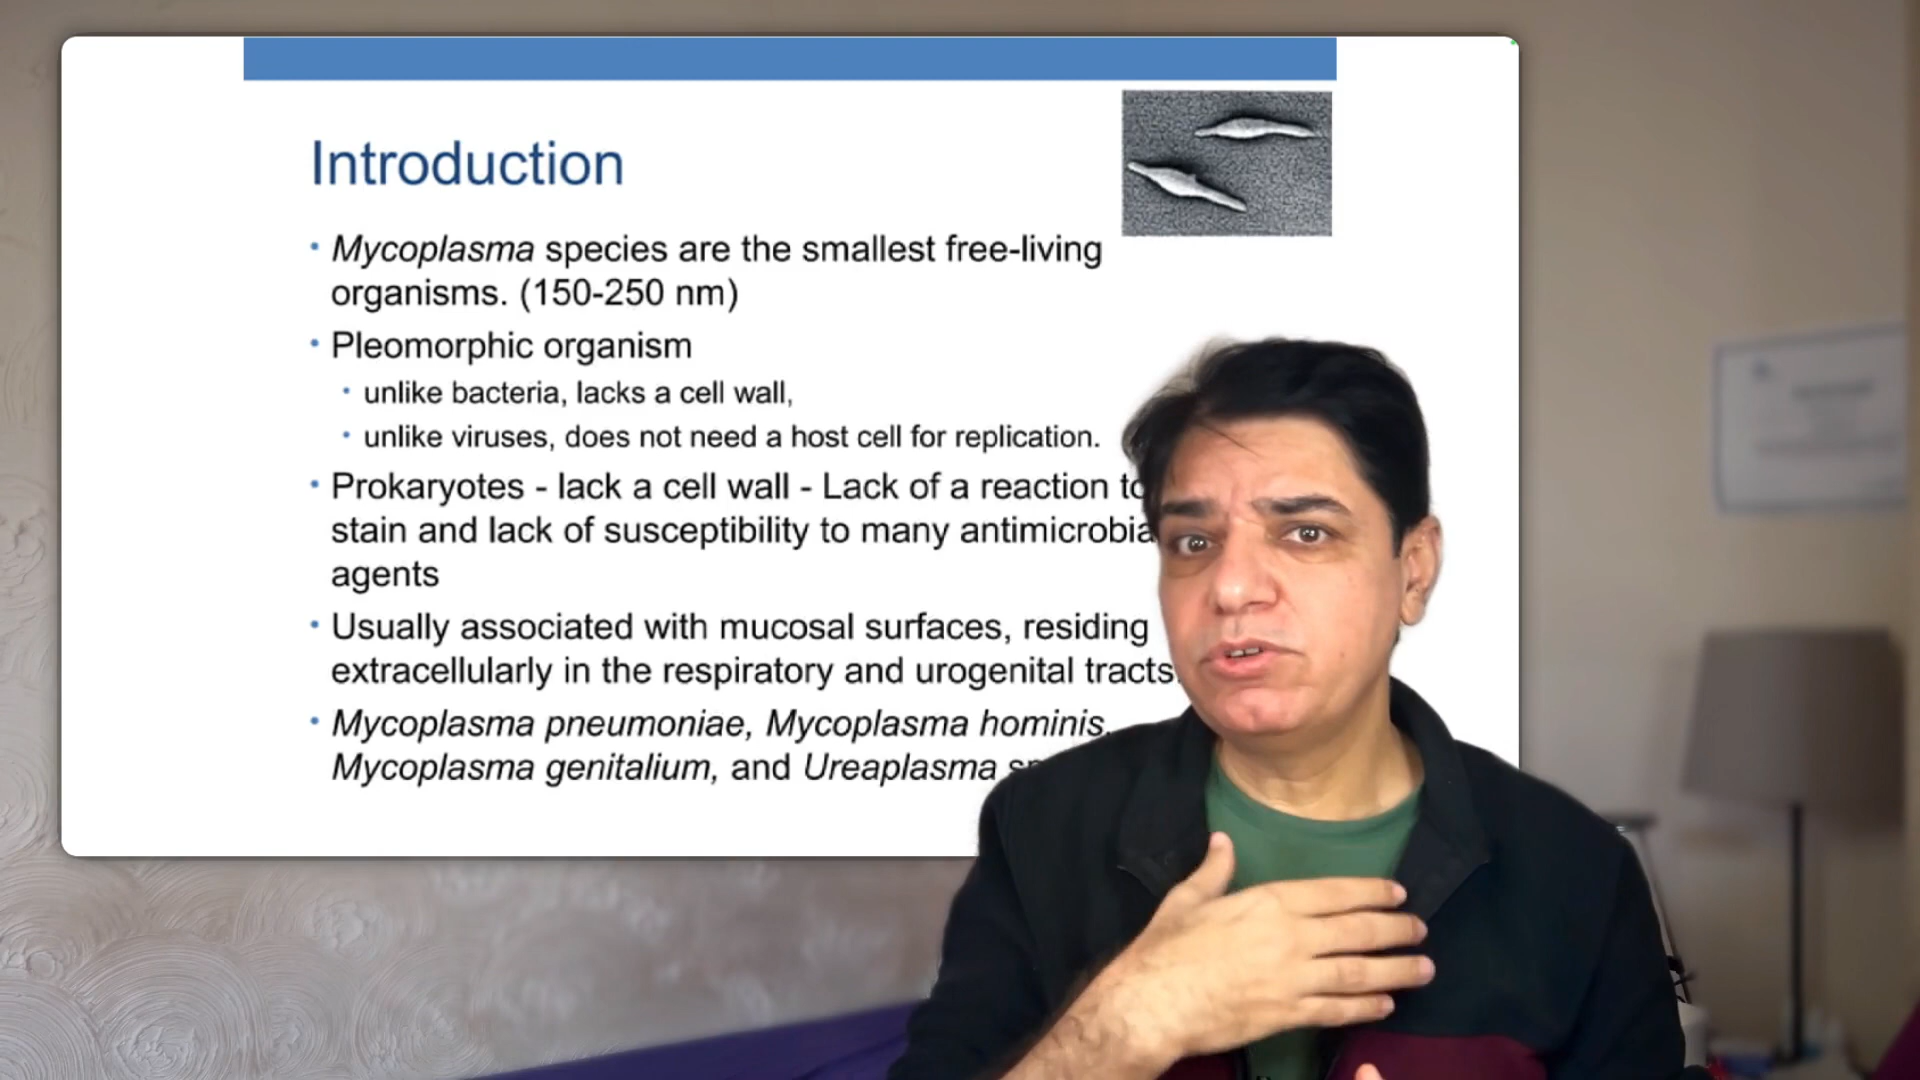 Introduction
• Mycoplasma species are the smallest free-living
organisms. (150-250 nm)
• Pleomorphic organism
• unlike bacteria, lacks a cell wall,
• unlike viruses, does not need a host cell for replication.
• Prokaryotes - lack a cell wall - Lack of a reaction to
stain and lack of susceptibility to many antimicrobia
agents
• Usually associated with mucosal surfaces, residing
extracellularly in the respiratory and urogenital tracts.
• Mycoplasma pneumoniae, Mycoplasma hominis,
Mycoplasma genitalium, and Ureaplasma